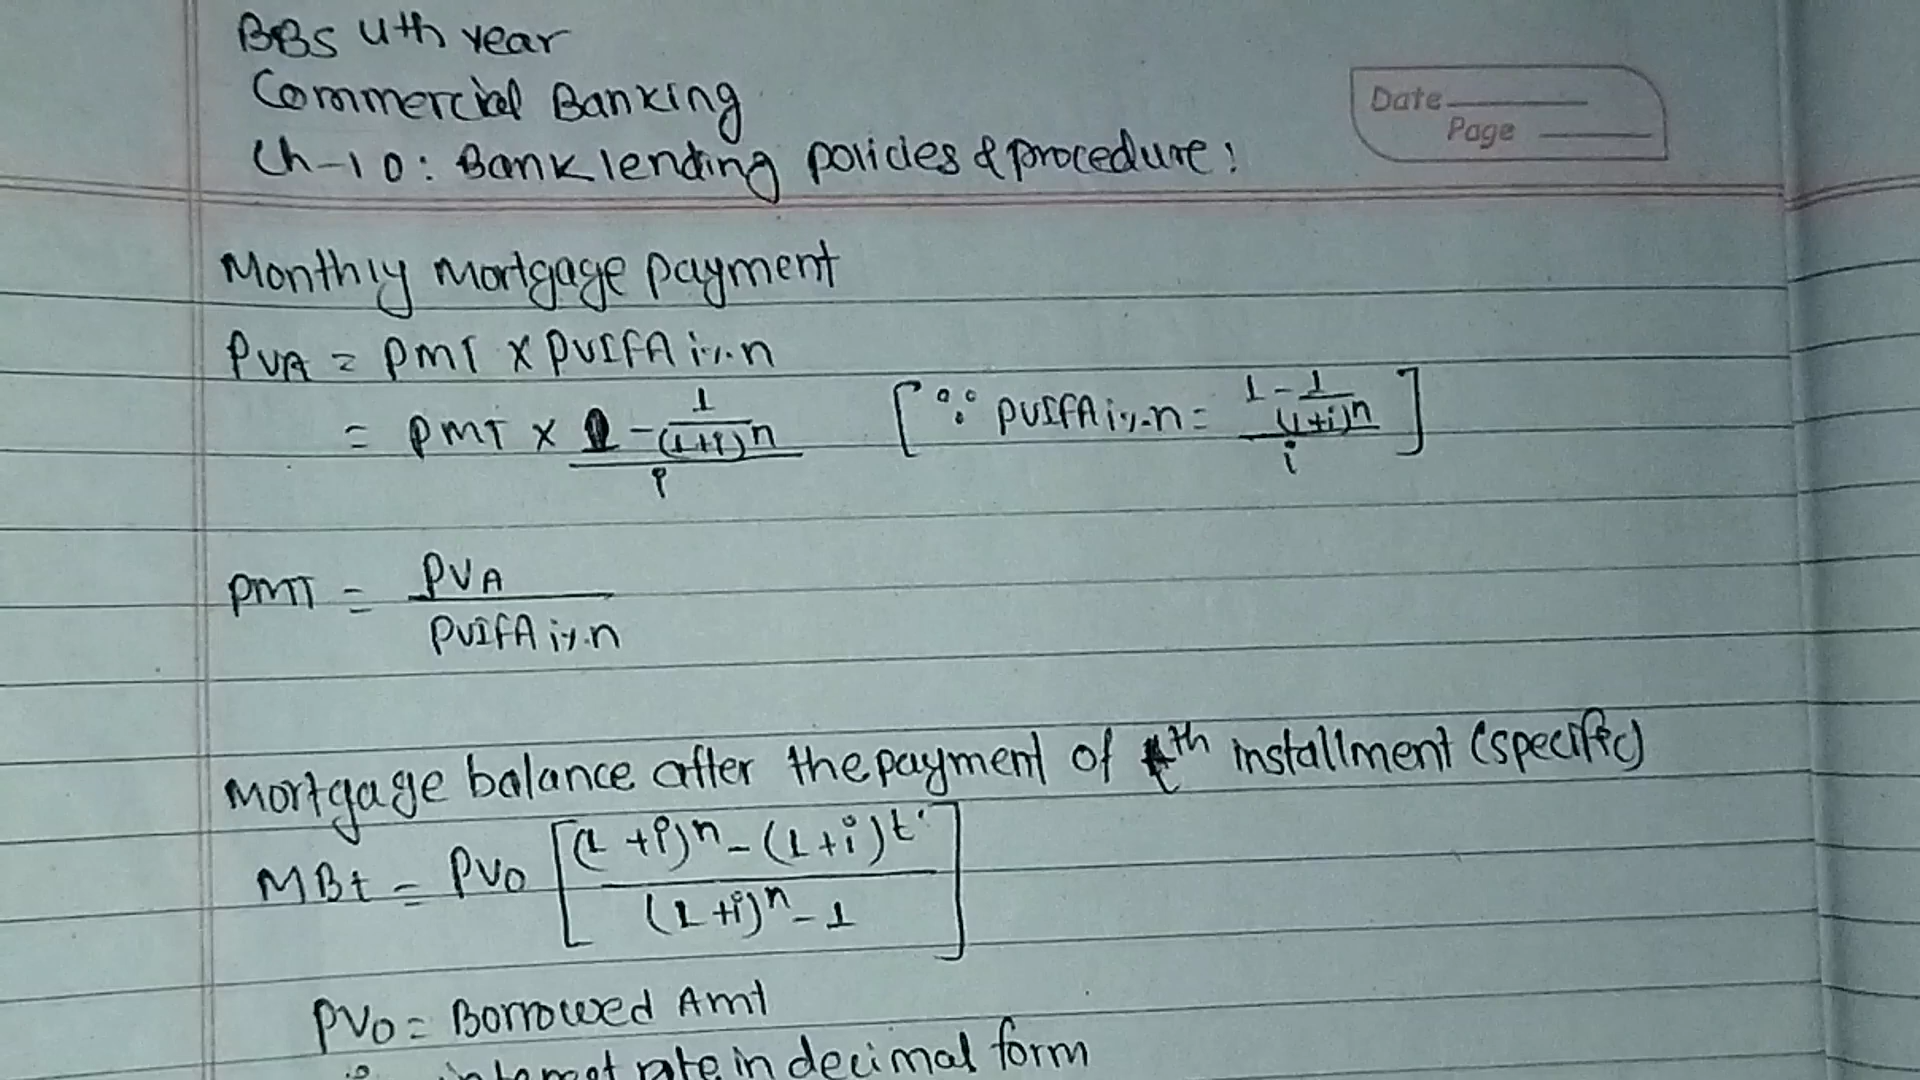 BBS 4th year
Commercial Banking
Date
Page
Ch-10: Bank lending policies & procedure:
Monthly Mortgage payment
PVA = PMT X PVIFA i%.n
= PMT x 1 - 1/(1+i)n / i [∵ PVIFA i%.n = 1 - 1/(1+i)n / i]
PMT = PVA / PVIFA i%.n
Mortgage balance after the payment of tth installment (specific)
MBt = PVo [(1+i)n - (1+i)t / (1+i)n - 1]
PVo = Borrowed Amt
i interest rate in decimal form